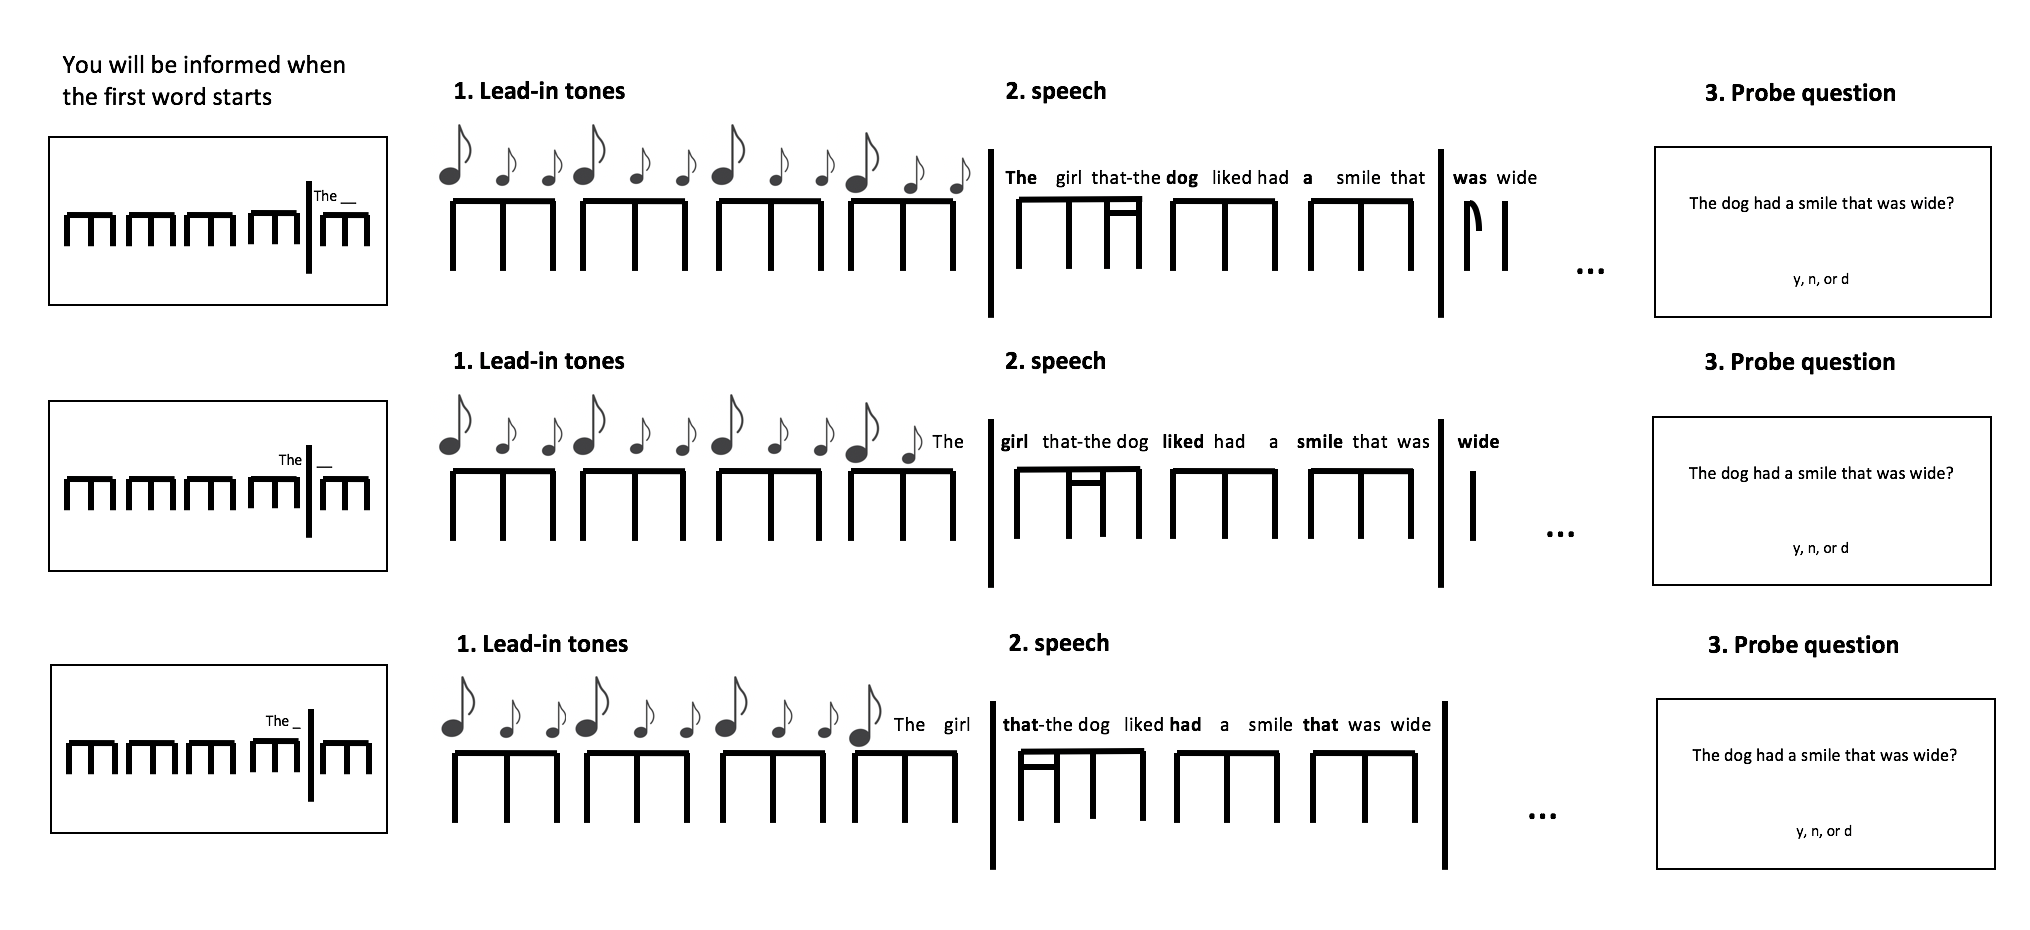 You will be informed when
the first word starts
The __
1. Lead-in tones
2. speech
The girl that-the dog liked had a smile that was wide
...
3. Probe question
The dog had a smile that was wide?
y, n, or d
The __
1. Lead-in tones
2. speech
The girl that-the dog liked had a smile that was wide
...
3. Probe question
The dog had a smile that was wide?
y, n, or d
The _
1. Lead-in tones
2. speech
The girl that-the dog liked had a smile that was wide
...
3. Probe question
The dog had a smile that was wide?
y, n, or d